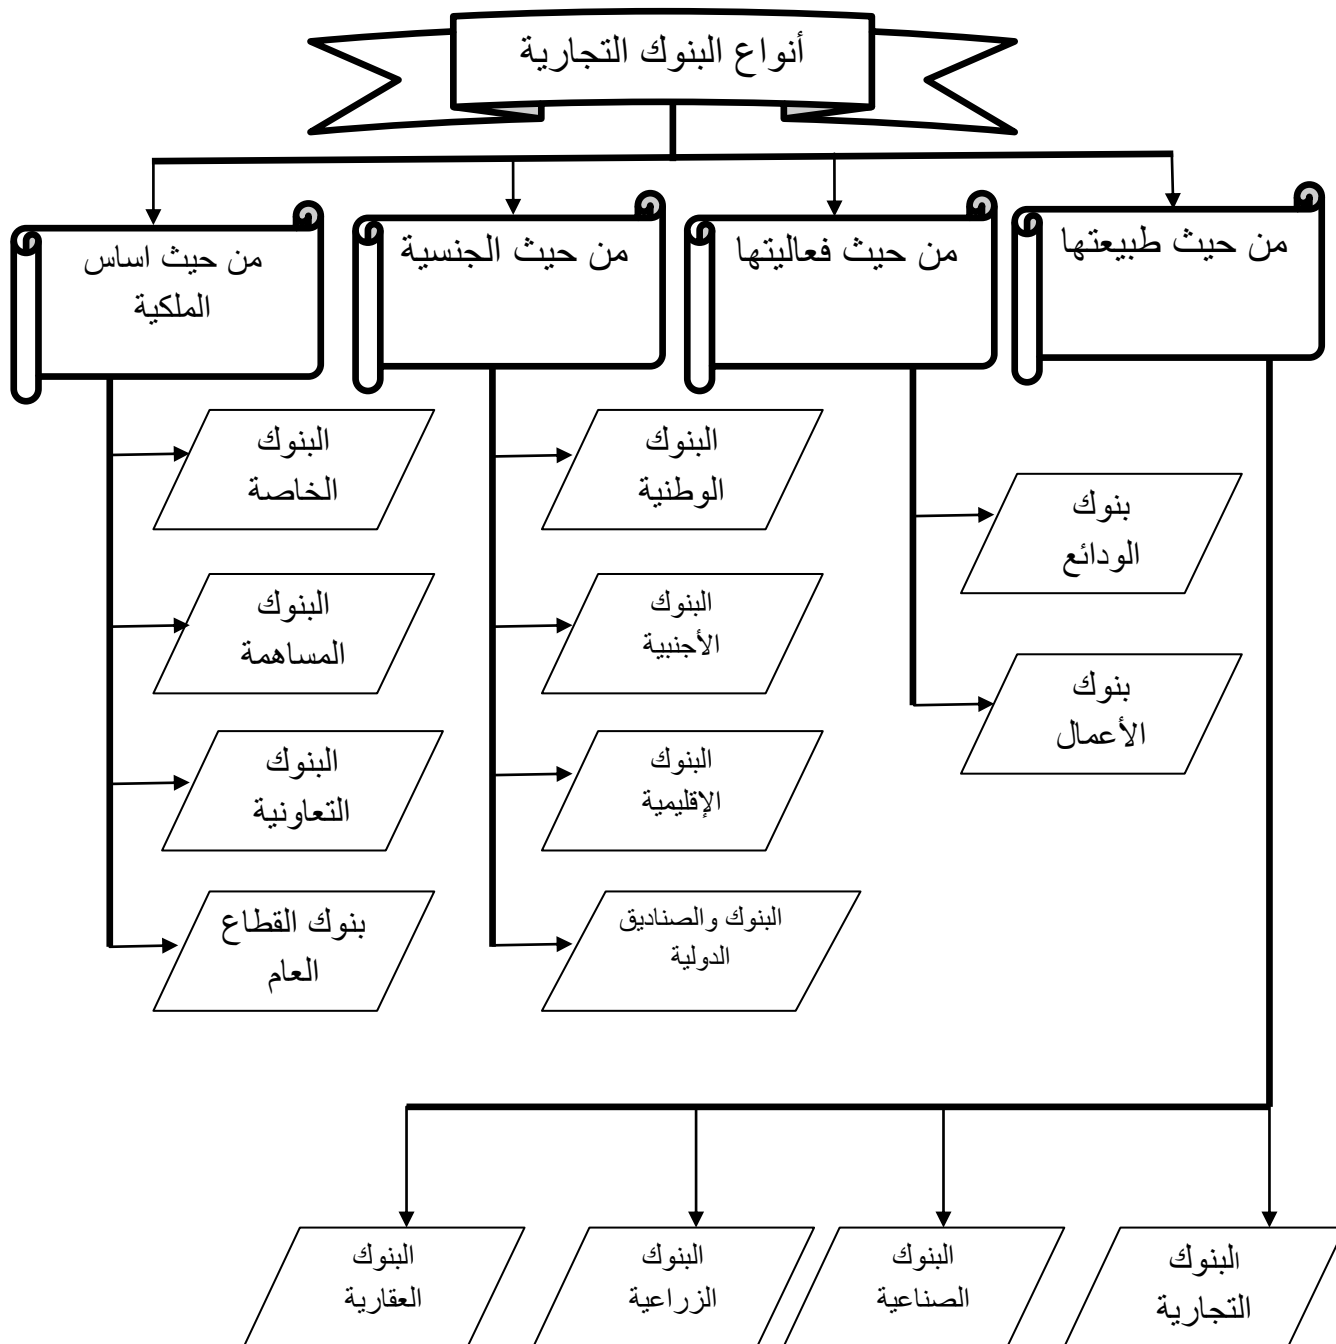 أنواع البنوك التجارية
من حيث طبيعتها
من حيث فعاليتها
من حيث الجنسية
من حيث اساس
الملكية
بنوك
الودائع
بنوك
الأعمال
البنوك
الوطنية
البنوك
الأجنبية
البنوك
الإقليمية
البنوك والصناديق
الدولية
البنوك
الخاصة
البنوك
المساهمة
البنوك
التعاونية
بنوك القطاع
العام
البنوك
التجارية
البنوك
الصناعية
البنوك
الزراعية
البنوك
العقارية